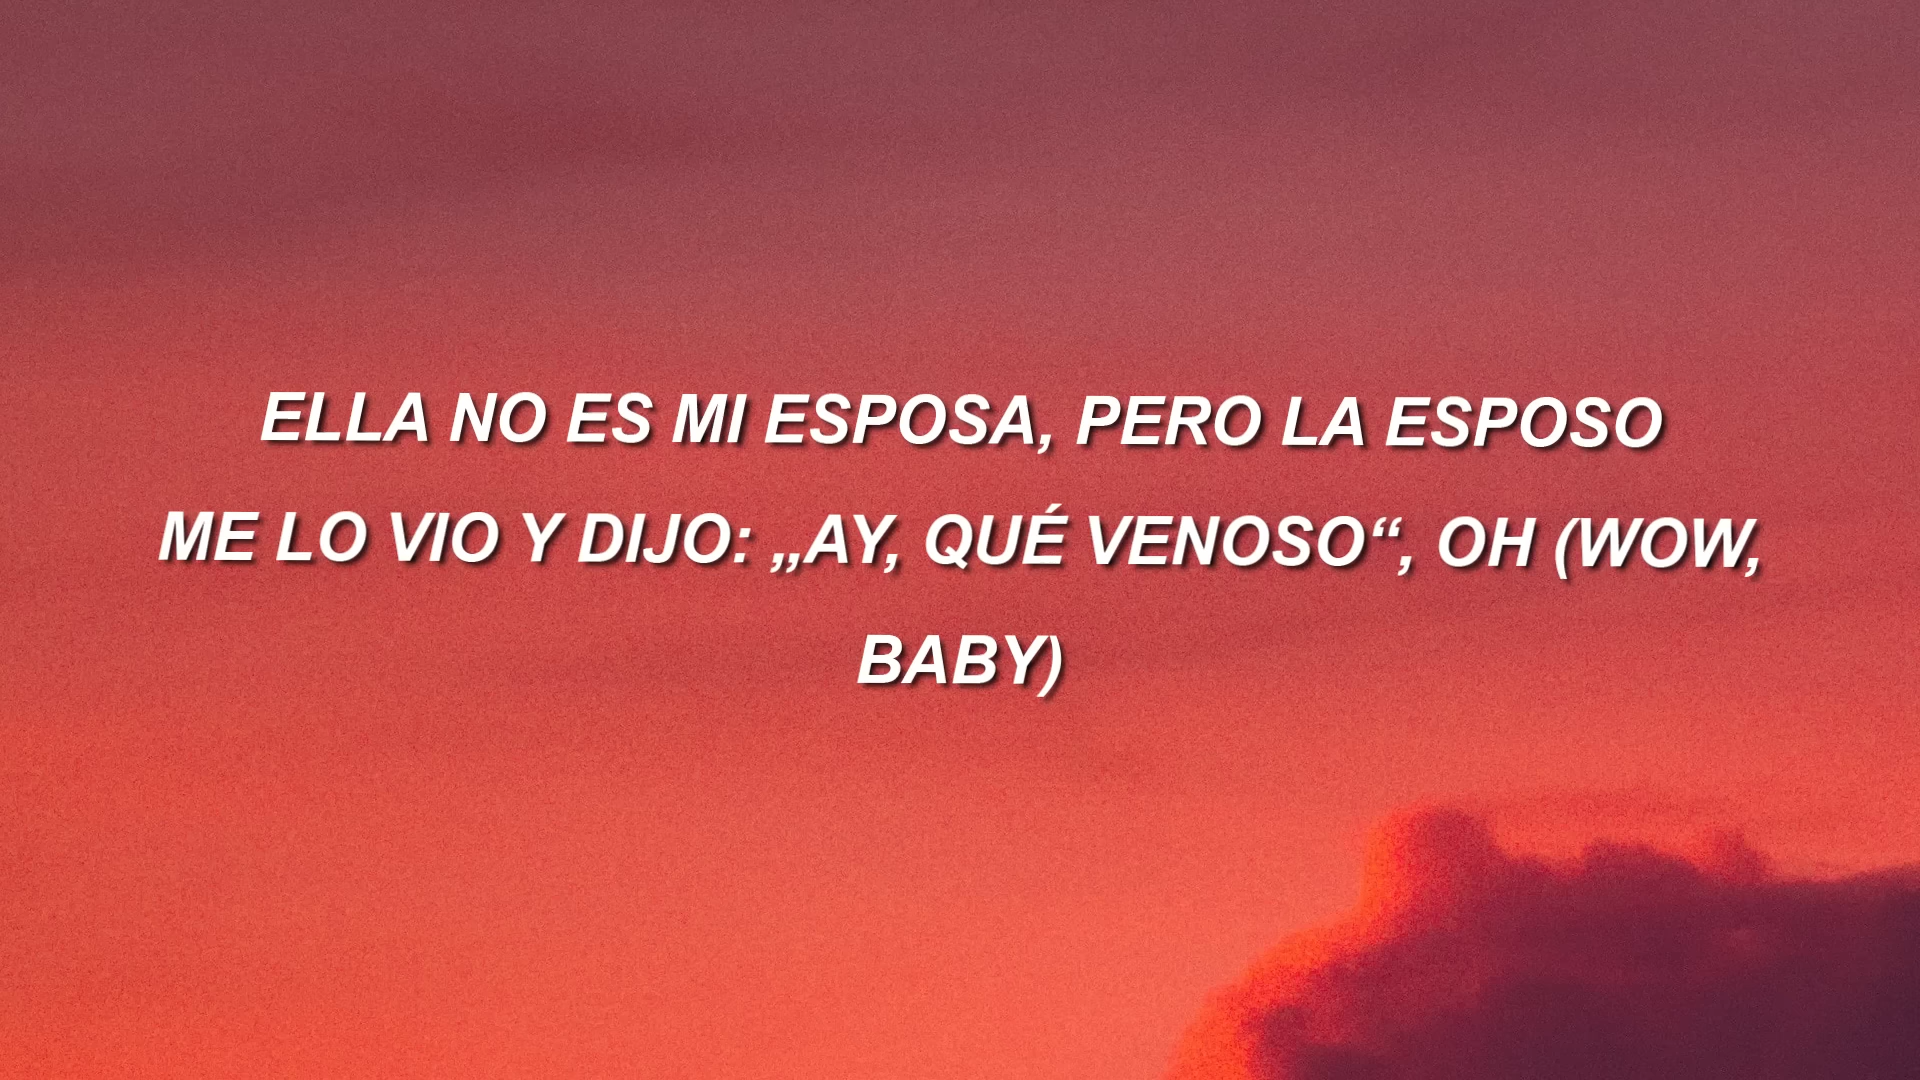 ELLA NO ES MI ESPOSA, PERO LA ESPOSO
ME LO VIO Y DIJO: „AY, QUÉ VENOSO“, OH (WOW,
BABY)